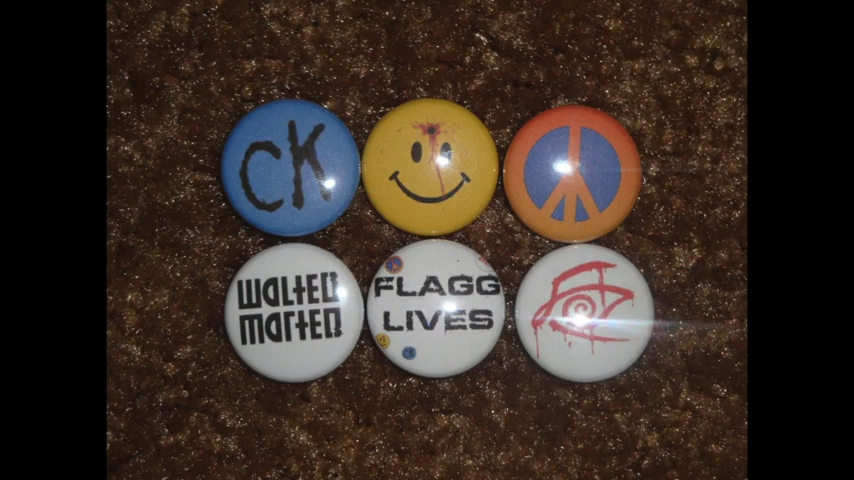 CK
WALTER
MARTEN
FLAGG
LIVES